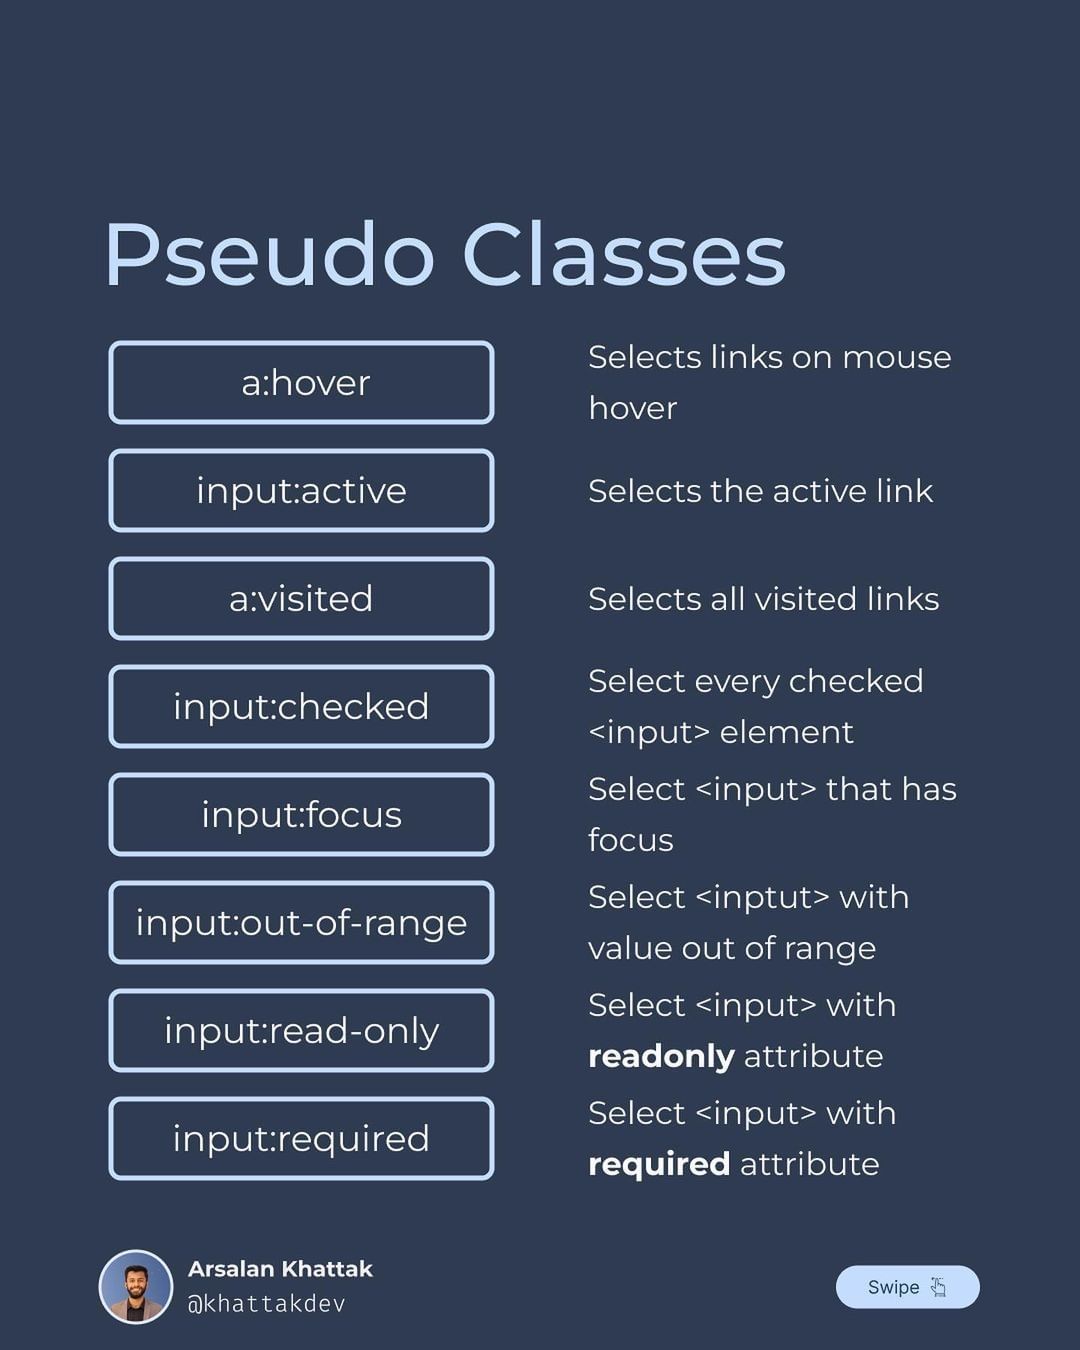 Pseudo Classes
a:hover
Selects links on mouse
hover
input:active
Selects the active link
a:visited
Selects all visited links
input:checked
Select every checked
<input> element
input:focus
Select <input> that has
focus
input:out-of-range
Select <inptut> with
value out of range
input:read-only
Select <input> with
readonly attribute
input:required
Select <input> with
required attribute
Arsalan Khattak
@khattakdev
Swipe